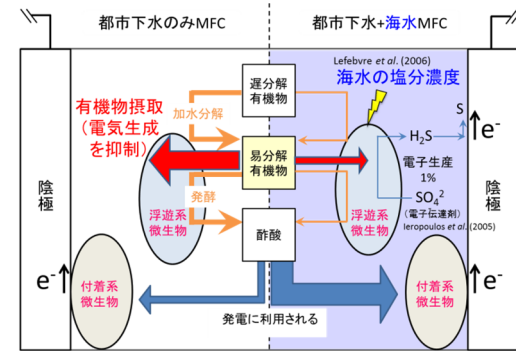 都市下水のみMFC
都市下水+海水MFC
Lefebvre et al. (2006)
海水の塩分濃度
遅分解
有機物
加水分解
有機物摂取
(電気生成
を抑制)
易分解
有機物
発酵
酢酸
浮遊系
微生物
浮遊系
微生物
S
H2S
e-
電子生産
1%
SO4 2
(電子伝達剤)
Ieropoulos et al. (2005)
陰極
陰極
e-
付着系
微生物
付着系
微生物
e-
発電に利用される